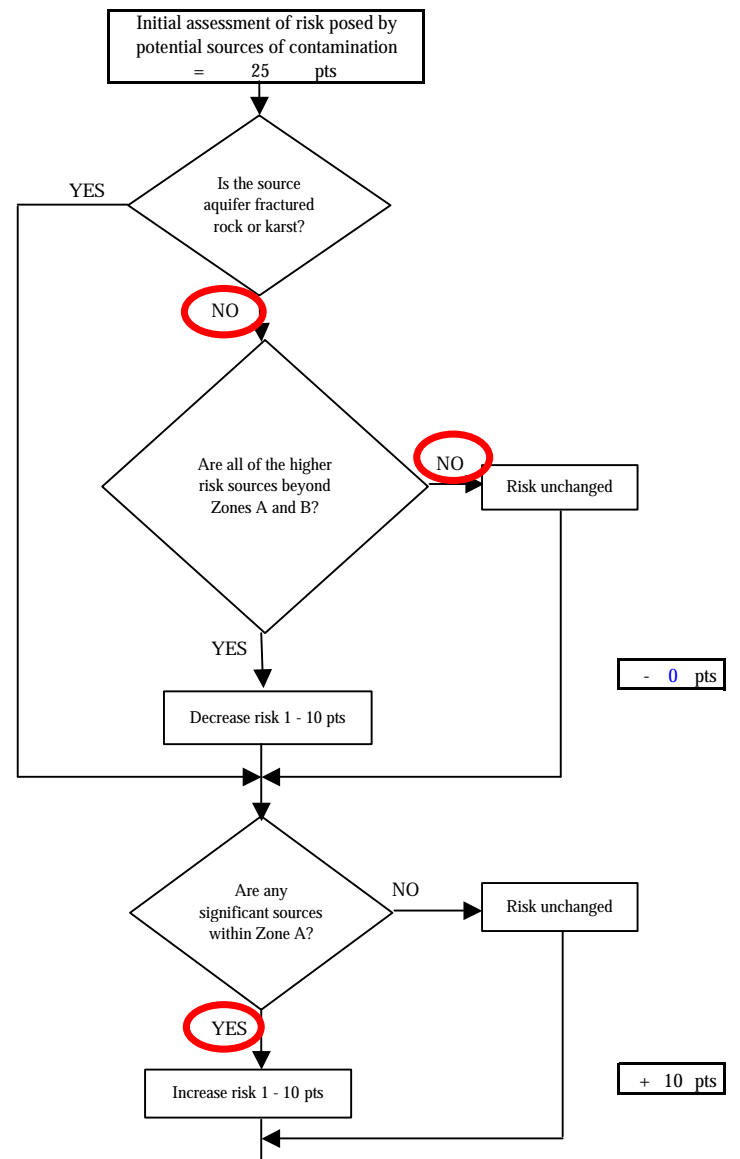 Initial assessment of risk posed by
potential sources of contamination
= 25 pts
YES
Is the source
aquifer fractured
rock or karst?
NO
Are all of the higher
risk sources beyond
Zones A and B?
NO
Risk unchanged
YES
- 0 pts
Decrease risk 1 - 10 pts
Are any
significant sources
within Zone A?
NO
Risk unchanged
YES
+ 10 pts
Increase risk 1 - 10 pts